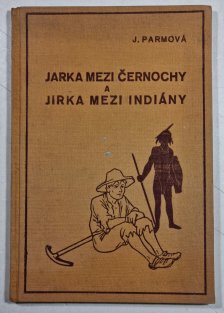 J. PARMOVÁ
JARKA MEZI ČERNOCHY
A
JIRKA MEZI INDIÁNY